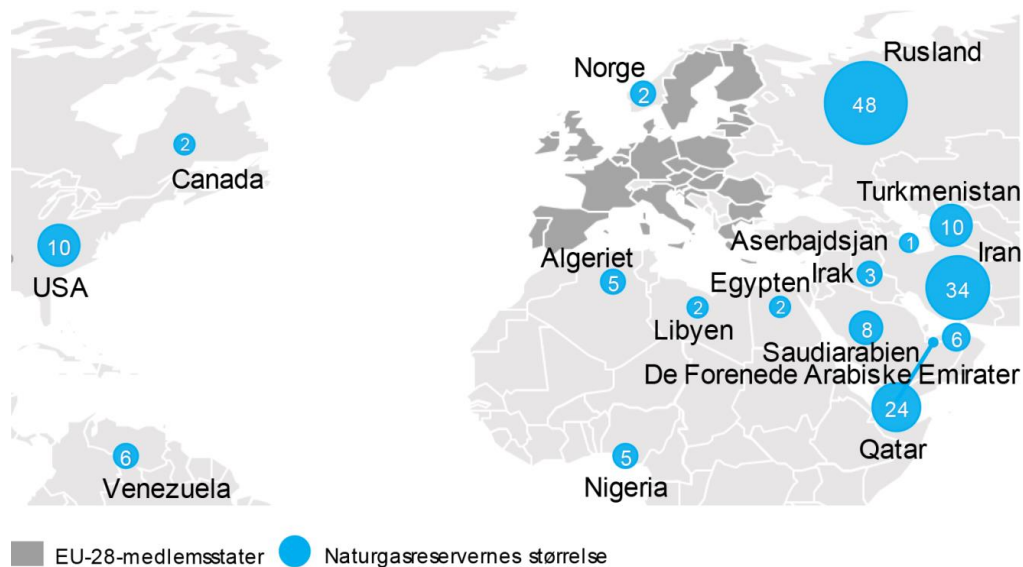 Rusland
48
Norge
2
2
Canada
Turkmenistan
10
10
USA
Aserbajdsjan
1
Iran
34
Algeriet
5
Irak
3
Egypten
2
2
Libyen
8
Saudiarabien
6
De Forenede Arabiske Emirater
24
Qatar
6
Venezuela
5
Nigeria
EU-28-medlemsstater
Naturgasreservernes størrelse